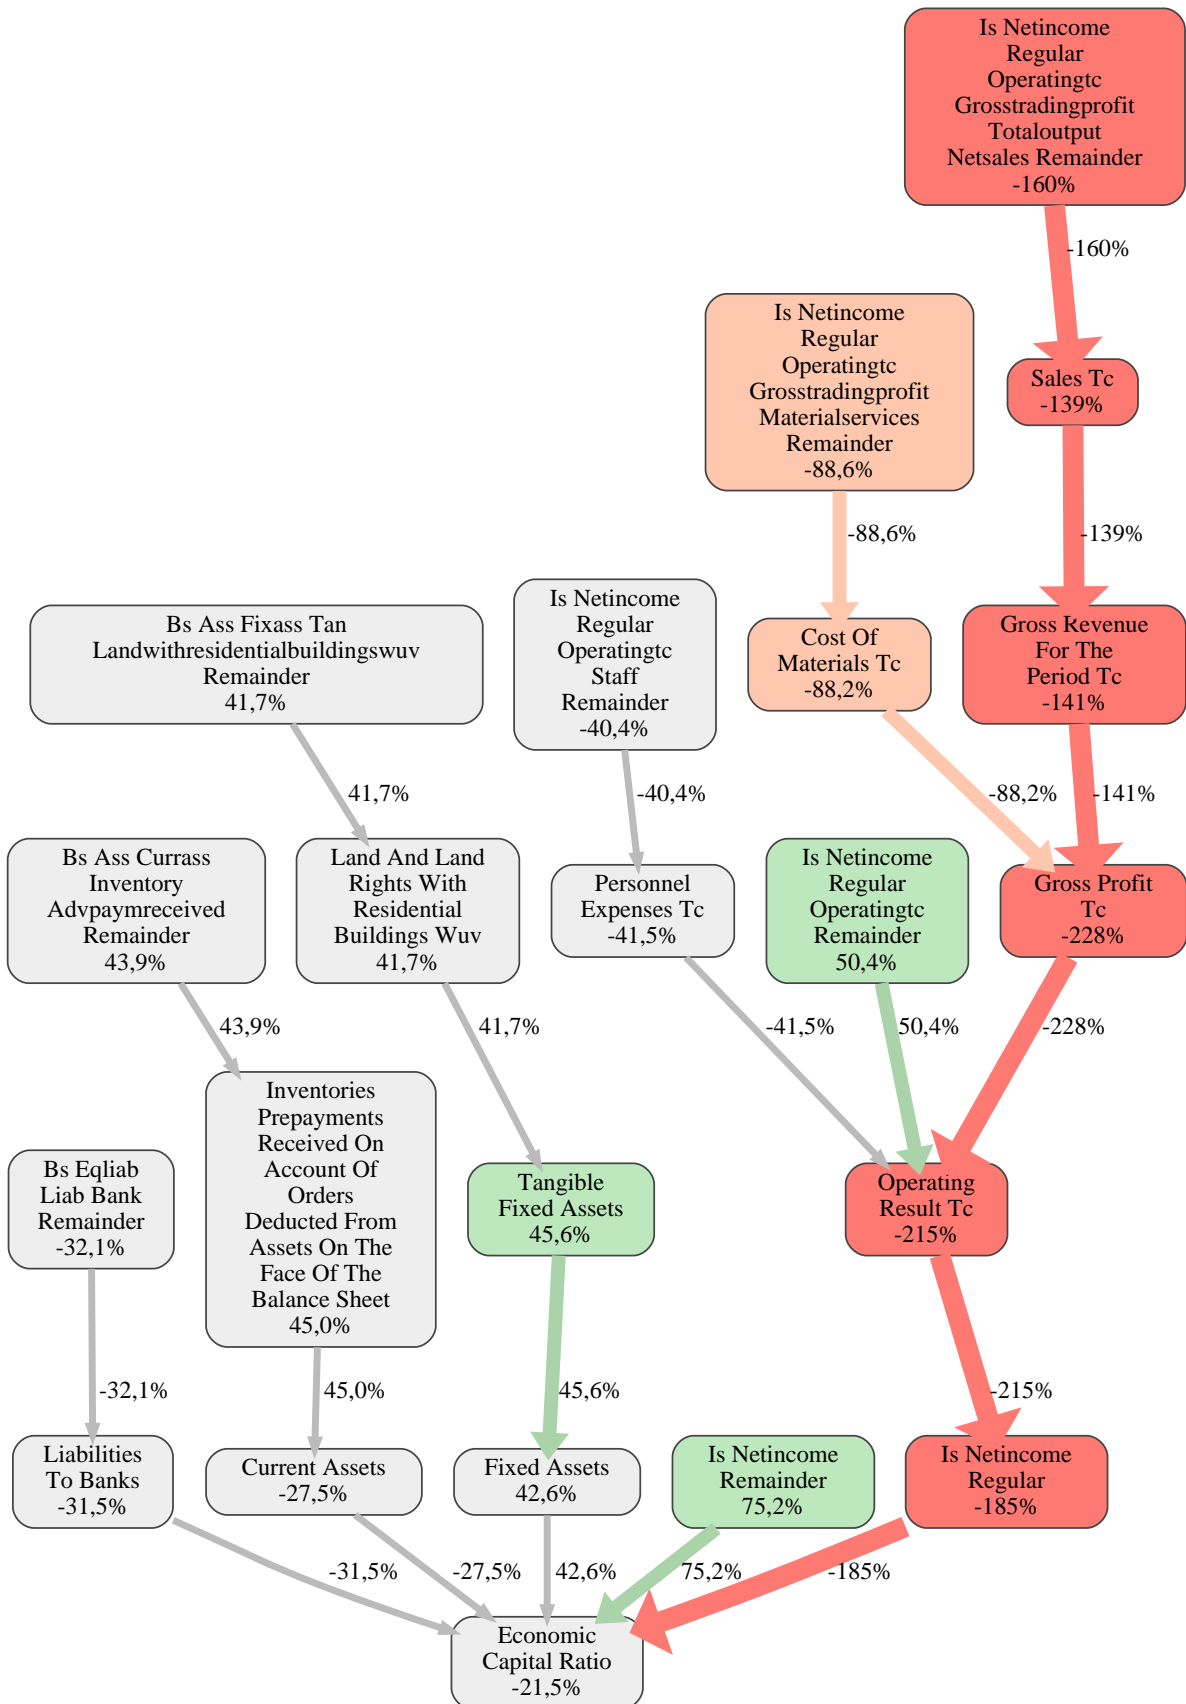 Is Netincome
Regular
Operatingtc
Grosstradingprofit
Totaloutput
Netsales Remainder
-160%
-160%
Is Netincome
Regular
Operatingtc
Grosstradingprofit
Materialservices
Remainder
-88,6%
Sales Tc
-139%
-88,6%
-139%
Bs Ass Fixass Tan
Landwithresidentialbuildingswuv
Remainder
41,7%
Is Netincome
Regular
Operatingtc
Staff
Remainder
-40,4%
Cost Of
Materials Tc
-88,2%
Gross Revenue
For The
Period Tc
-141%
41,7%
-40,4%
-88,2%
-141%
Bs Ass Currass
Inventory
Advpaymreceived
Remainder
43,9%
Land And Land
Rights With
Residential
Buildings Wuv
41,7%
Personnel
Expenses Tc
-41,5%
Is Netincome
Regular
Operatingtc
Remainder
50,4%
Gross Profit
Tc
-228%
43,9%
41,7%
-41,5%
50,4%
-228%
Bs Eqliab
Liab Bank
Remainder
-32,1%
Inventories
Prepayments
Received On
Account Of
Orders
Deducted From
Assets On The
Face Of The
Balance Sheet
45,0%
Tangible
Fixed Assets
45,6%
Operating
Result Tc
-215%
-32,1%
45,0%
45,6%
-215%
Liabilities
To Banks
-31,5%
Current Assets
-27,5%
Fixed Assets
42,6%
Is Netincome
Remainder
75,2%
Is Netincome
Regular
-185%
-31,5%
-27,5%
42,6%
75,2%
-185%
Economic
Capital Ratio
-21,5%